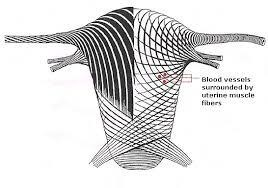 Blood vessels
surrounded by
uterine muscle
fibers